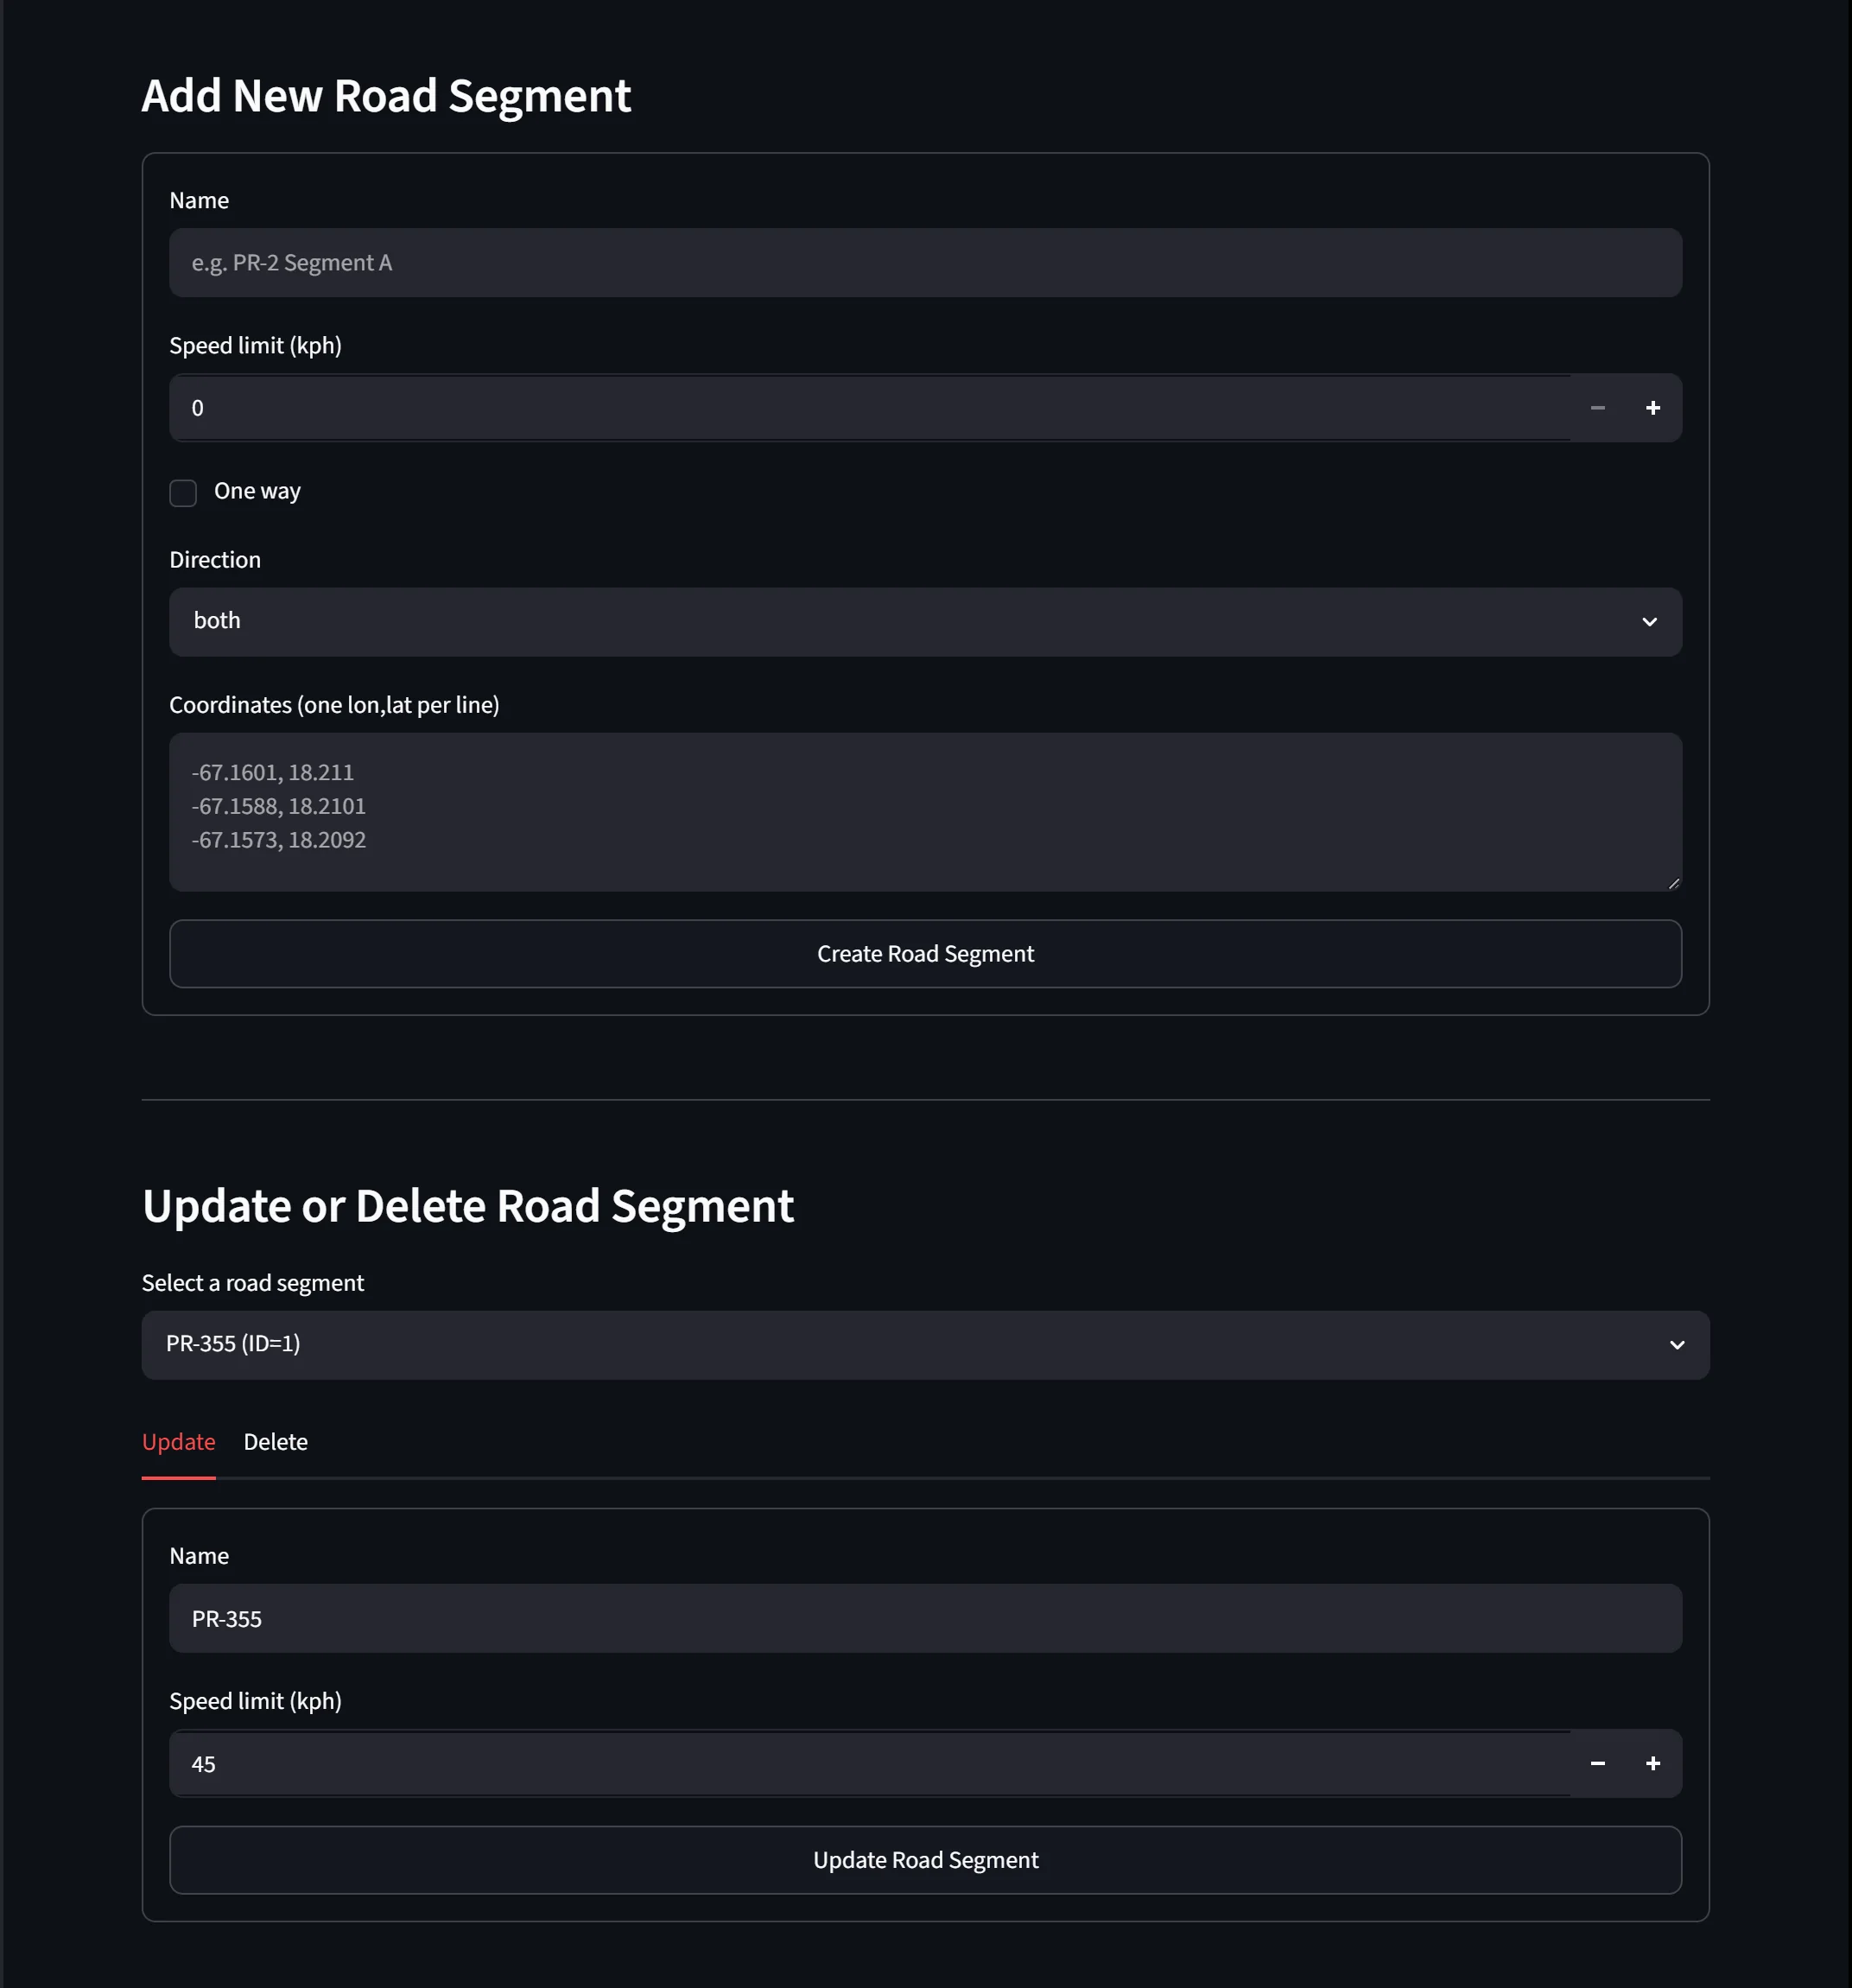 Add New Road Segment
Name
e.g. PR-2 Segment A
Speed limit (kph)
0
One way
Direction
both
Coordinates (one lon,lat per line)
-67.1601, 18.211
-67.1588, 18.2101
-67.1573, 18.2092
Create Road Segment
Update or Delete Road Segment
Select a road segment
PR-355 (ID=1)
Update Delete
Name
PR-355
Speed limit (kph)
45
Update Road Segment